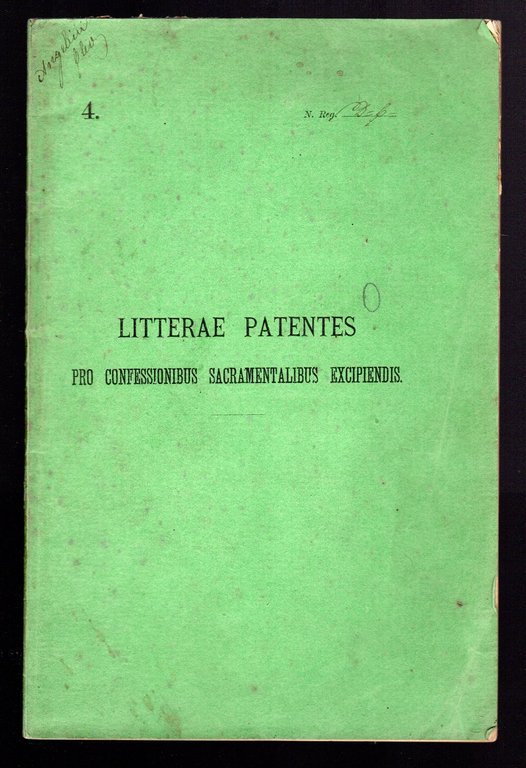 4.
N. Reg.
LITTERAE PATENTES
PRO CONFESSIONIBUS SACRAMENTALIBUS EXCIPIENDIS.